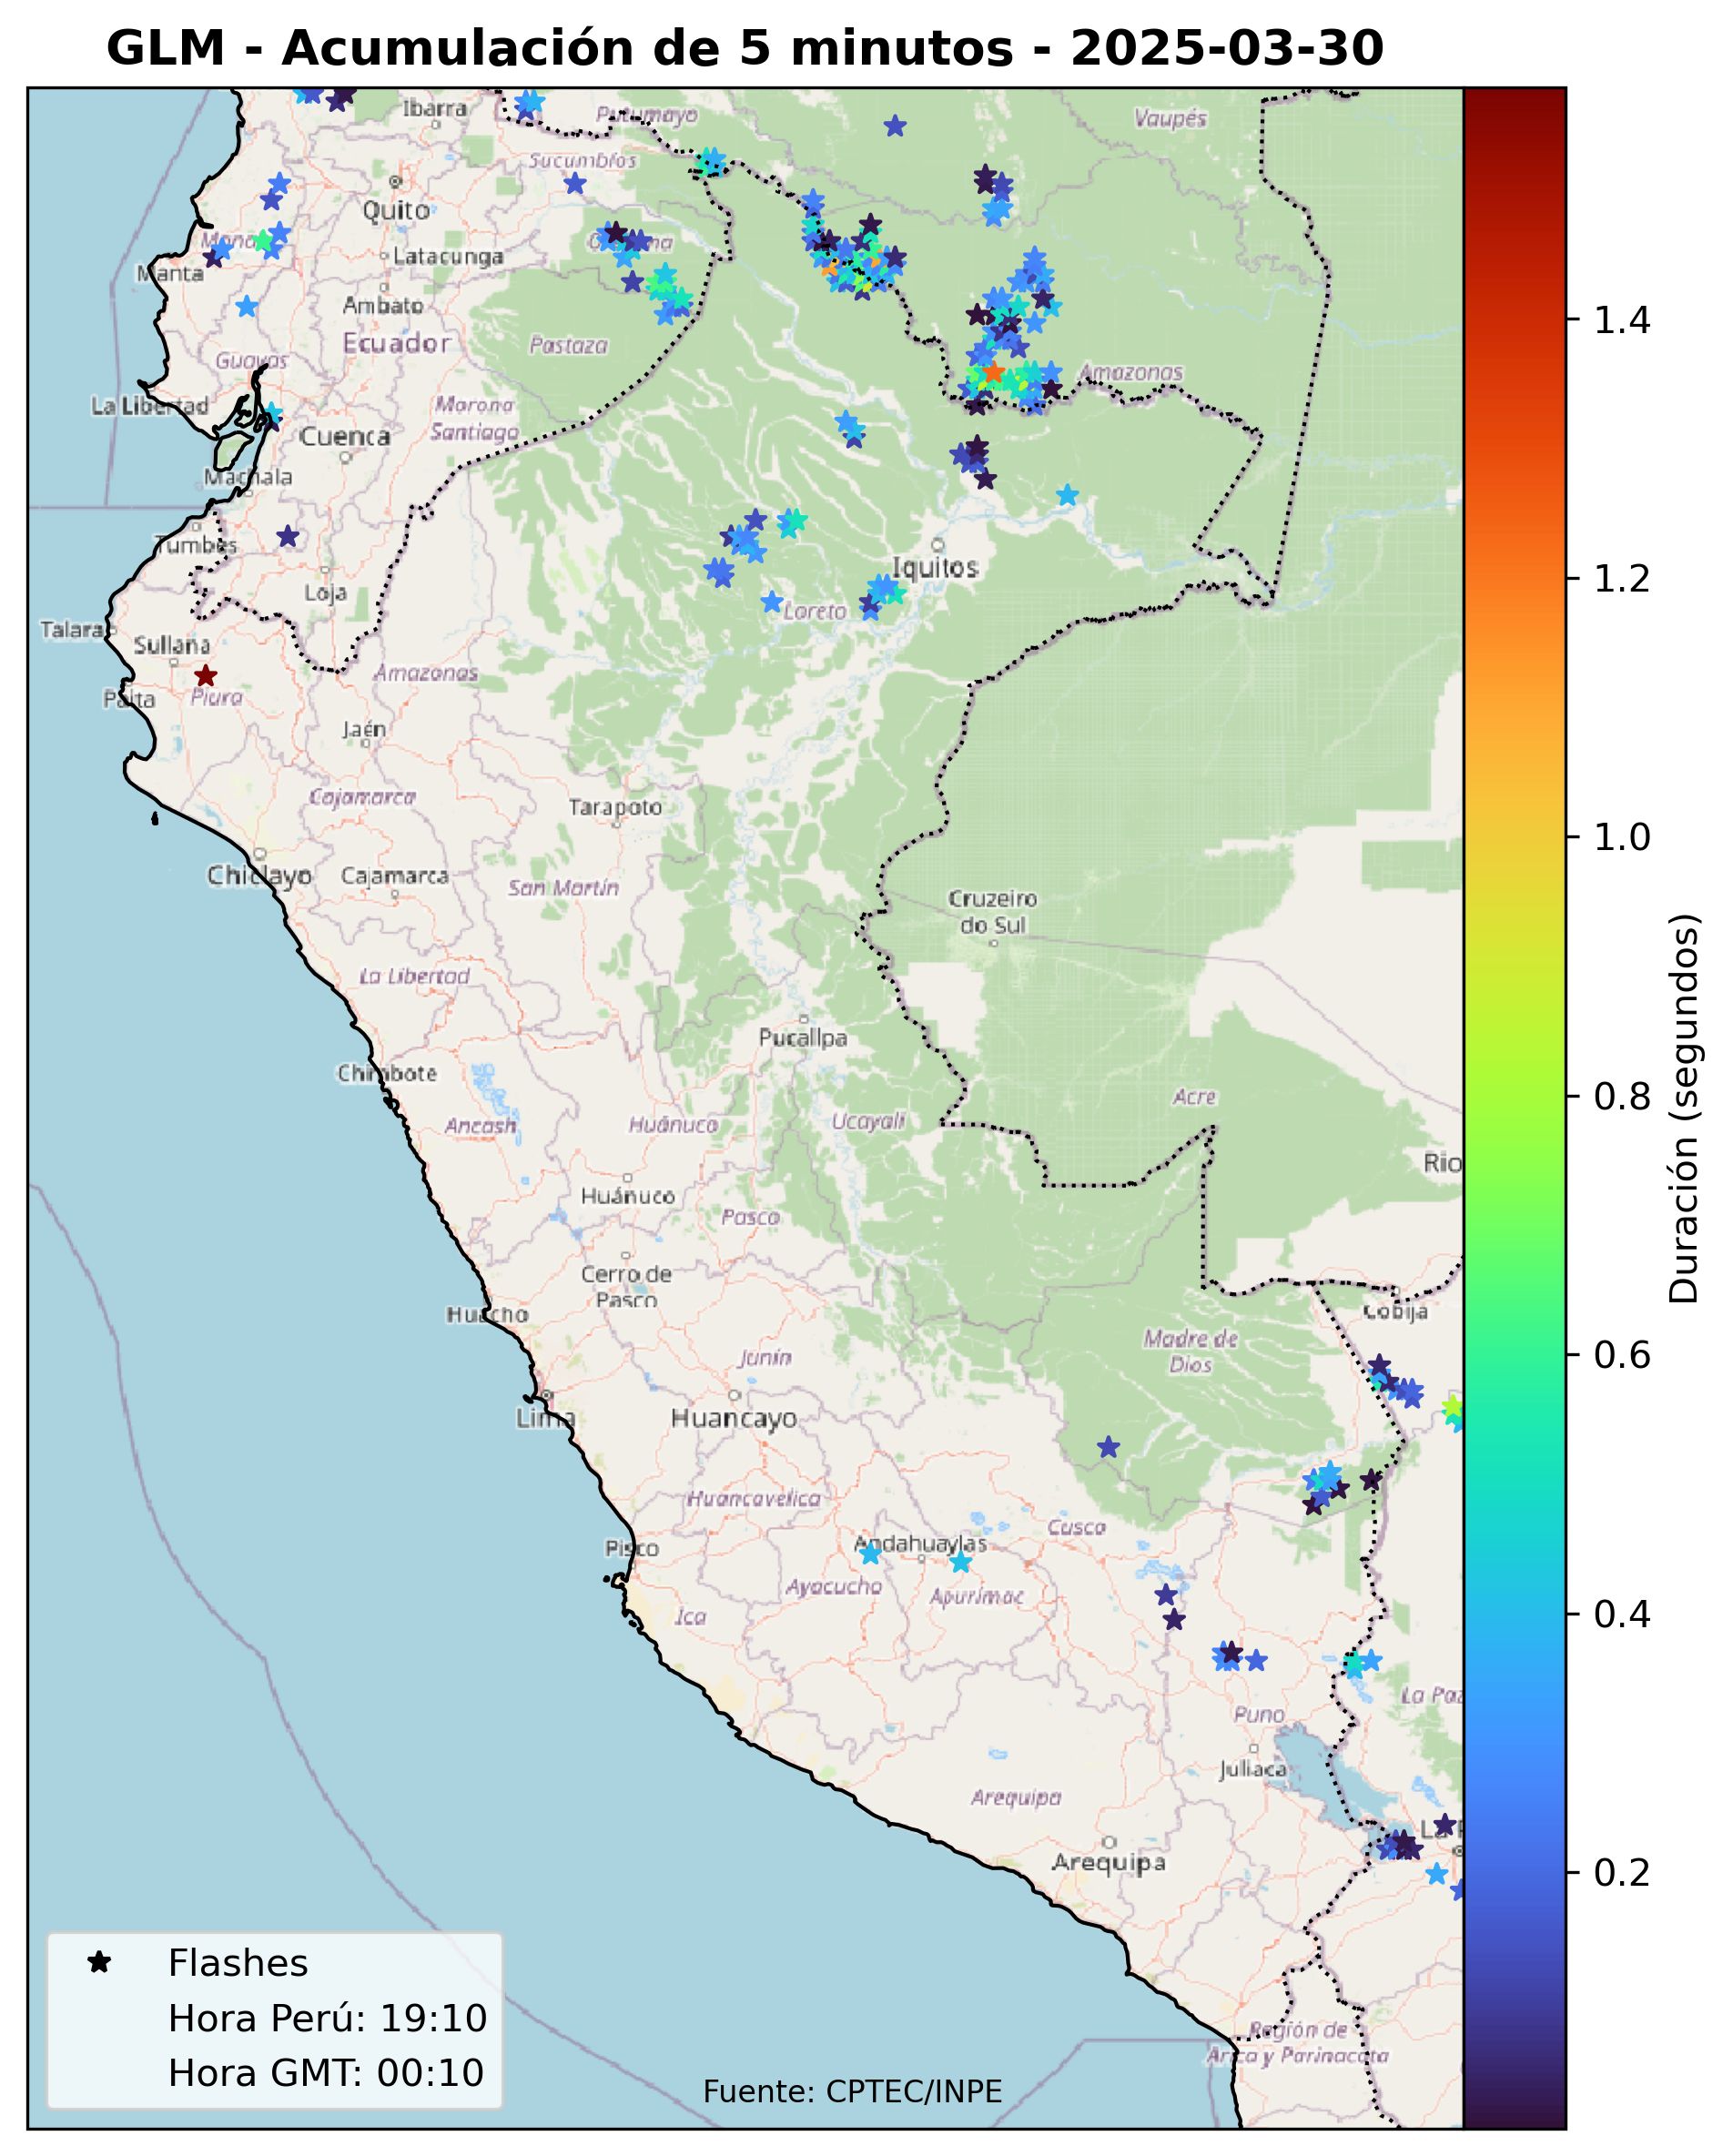 GLM - Acumulación de 5 minutos - 2025-03-30
Ibarra
Putumayo
Vaupés
Sucumbíos
Quito
Manta
Latacunga
Ambato
Ecuador
Pastaza
Guayas
Amazonas
La Libertad
Morona
Santiago
Cuenca
Machala
Tumbes
Iquitos
Loja
Loreto
Talara
Sullana
Amazonas
Paita
Piura
Jaén
Cajamarca
Tarapoto
Chiclayo
Cajamarca
San Martín
Cruzeiro
do Sul
La Libertad
Pucallpa
Chimbote
Acre
Ancash
Huánuco
Ucayali
Rio
Huánuco
Pasco
Cerro de
Pasco
Huacho
Cobija
Madre de
Dios
Junín
Lima
Huancayo
Huancavelica
Cusco
Pisco
Andahuaylas
Ayacucho
Apurímac
Ica
La Paz
Puno
Juliaca
Arequipa
La P
Arequipa
Región de
Arica y Parinacota
Flashes
Hora Perú: 19:10
Hora GMT: 00:10
Fuente: CPTEC/INPE
1.4
1.2
1.0
0.8
0.6
0.4
0.2
Duración (segundos)